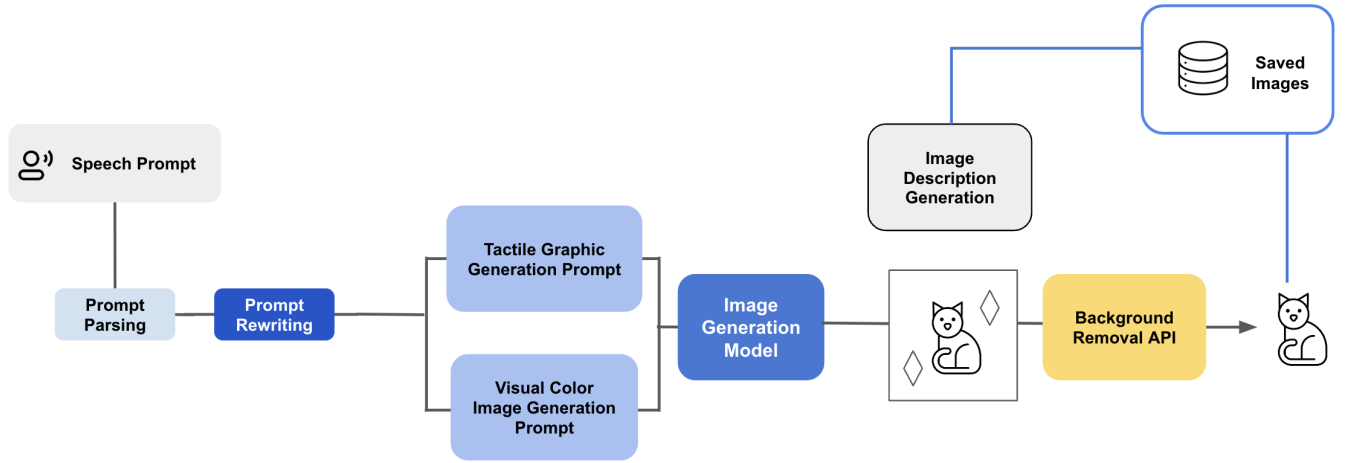 Speech Prompt
Prompt
Parsing
Prompt
Rewriting
Tactile Graphic
Generation Prompt
Visual Color
Image Generation
Prompt
Image
Generation
Model
Background
Removal API
Image
Description
Generation
Saved
Images